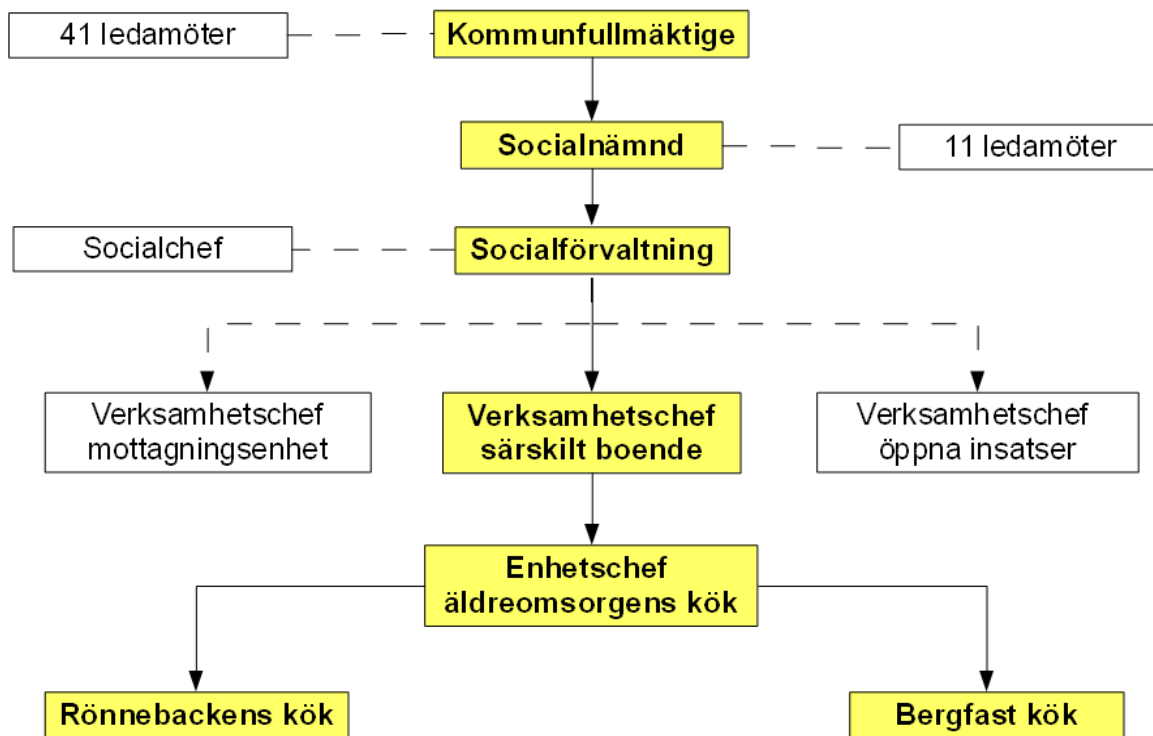 41 ledamöter
Kommunfullmäktige
Socialnämnd
11 ledamöter
Socialchef
Socialförvaltning
Verksamhetschef
mottagningsenhet
Verksamhetschef
särskilt boende
Verksamhetschef
öppna insatser
Enhetschef
äldreomsorgens kök
Rönnebackens kök
Bergfast kök